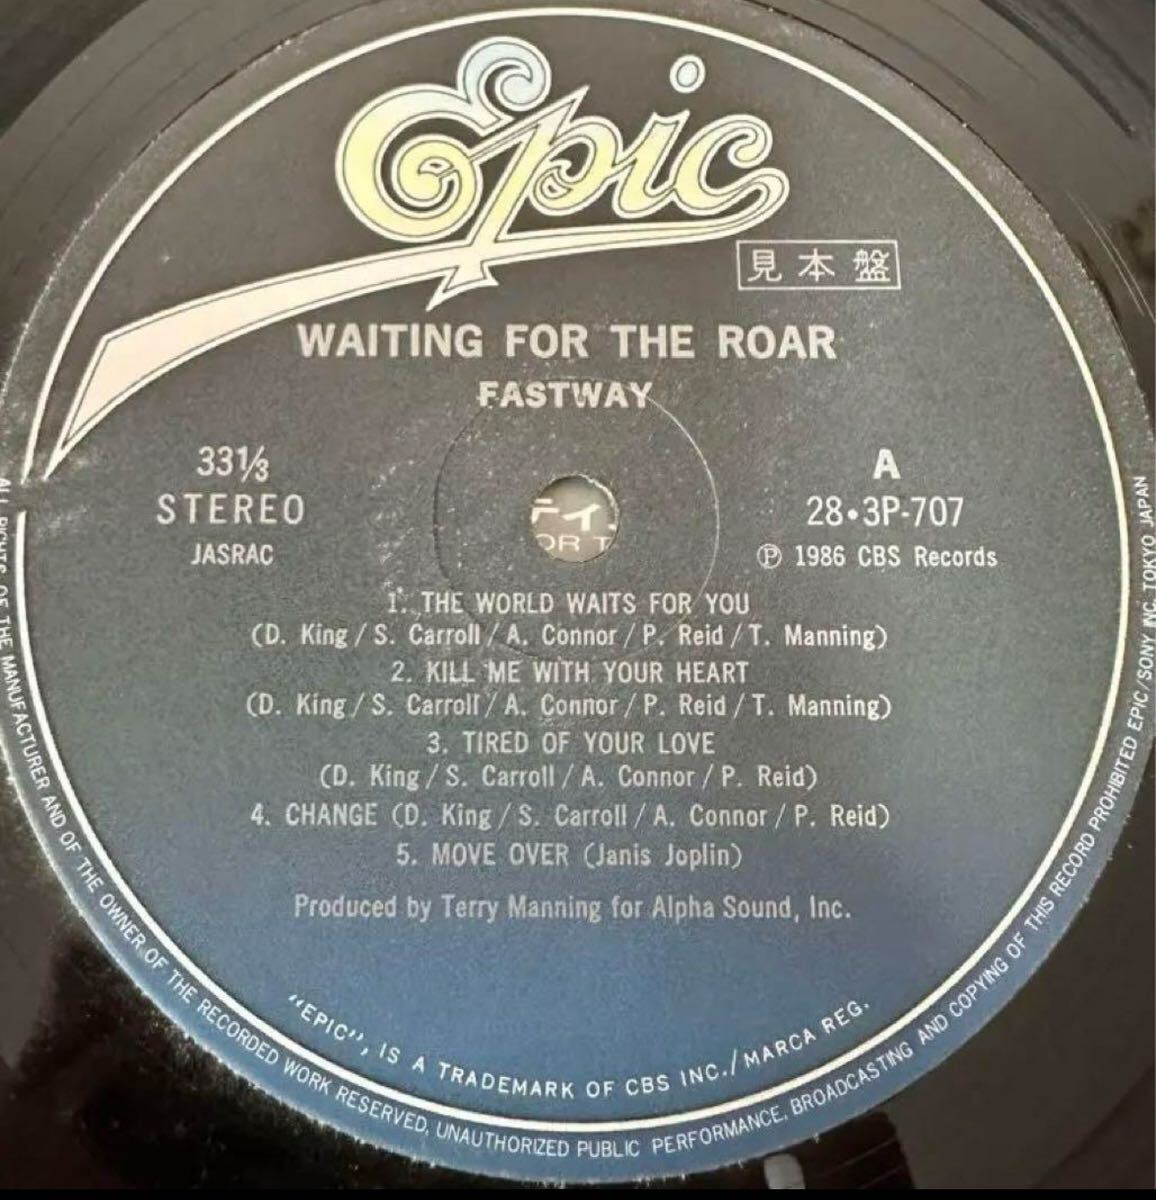 Epic
見本盤
WAITING FOR THE ROAR
FASTWAY
33⅓
STEREO
JASRAC
A
28・3P-707
Ⓟ 1986 CBS Records
ティ
OR T
1. THE WORLD WAITS FOR YOU
(D. King / S. Carroll / A. Connor / P. Reid / T. Manning)
2. KILL ME WITH YOUR HEART
(D. King / S. Carroll / A. Connor / P. Reid / T. Manning)
3. TIRED OF YOUR LOVE
(D. King / S. Carroll / A. Connor / P. Reid)
4. CHANGE (D. King / S. Carroll / A. Connor / P. Reid)
5. MOVE OVER (Janis Joplin)
Produced by Terry Manning for Alpha Sound, Inc.
"EPIC", IS A TRADEMARK OF CBS INC./MARCA REG.
ALL RIGHTS OF THE MANUFACTURER AND OF THE OWNER OF THE RECORDED WORK RESERVED. UNAUTHORIZED PUBLIC PERFORMANCE, BROADCASTING AND COPYING OF THIS RECORD PROHIBITED EPIC/SONY INC. TOKYO JAPAN